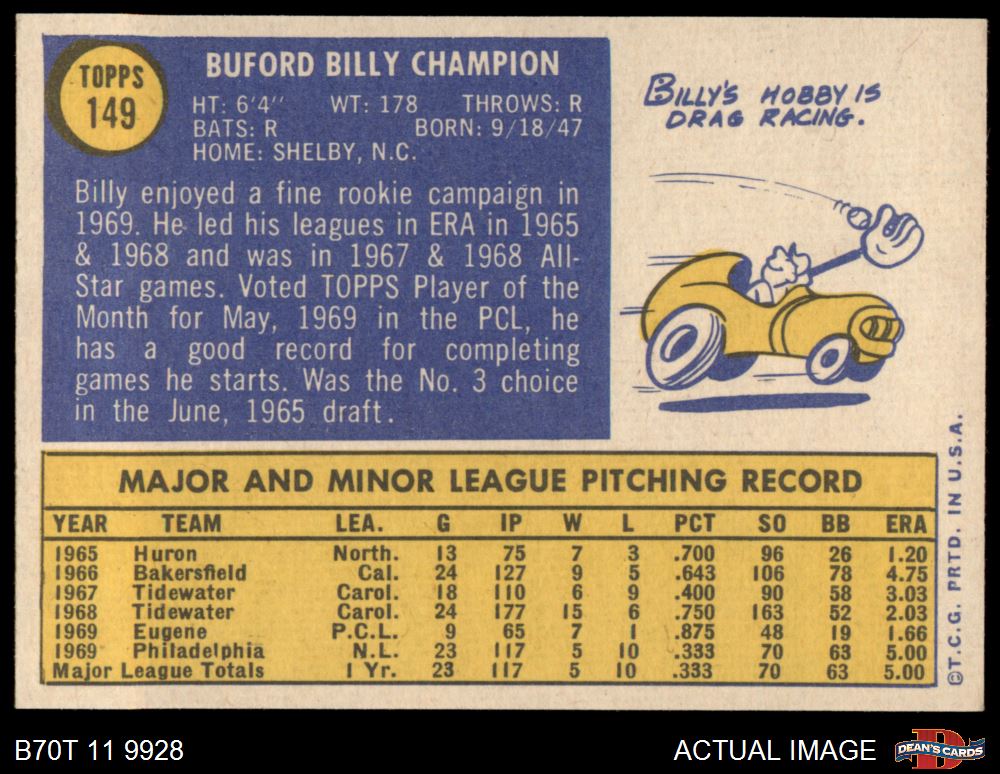 TOPPS
149
BUFORD BILLY CHAMPION
HT: 6'4" WT: 178 THROWS: R
BATS: R BORN: 9/18/47
HOME: SHELBY, N.C.
Billy enjoyed a fine rookie campaign in
1969. He led his leagues in ERA in 1965
& 1968 and was in 1967 & 1968 All-
Star games. Voted TOPPS Player of the
Month for May, 1969 in the PCL, he
has a good record for completing
games he starts. Was the No. 3 choice
in the June, 1965 draft.
BILLY'S HOBBY IS
DRAG RACING.
MAJOR AND MINOR LEAGUE PITCHING RECORD
YEAR TEAM LEA. G IP W L PCT SO BB ERA
1965 Huron North. 13 75 7 3 .700 96 26 1.20
1966 Bakersfield Cal. 24 127 9 5 .643 106 78 4.75
1967 Tidewater Carol. 18 110 6 9 .400 90 58 3.03
1968 Tidewater Carol. 24 177 15 6 .750 163 52 2.03
1969 Eugene P.C.L. 9 65 7 1 .875 48 19 1.66
1969 Philadelphia N.L. 23 117 5 10 .333 70 63 5.00
Major League Totals 1 Yr. 23 117 5 10 .333 70 63 5.00
©T.C.G. PRTD. IN U.S.A.
B70T 11 9928
ACTUAL IMAGE
D
DEAN'S CARDS